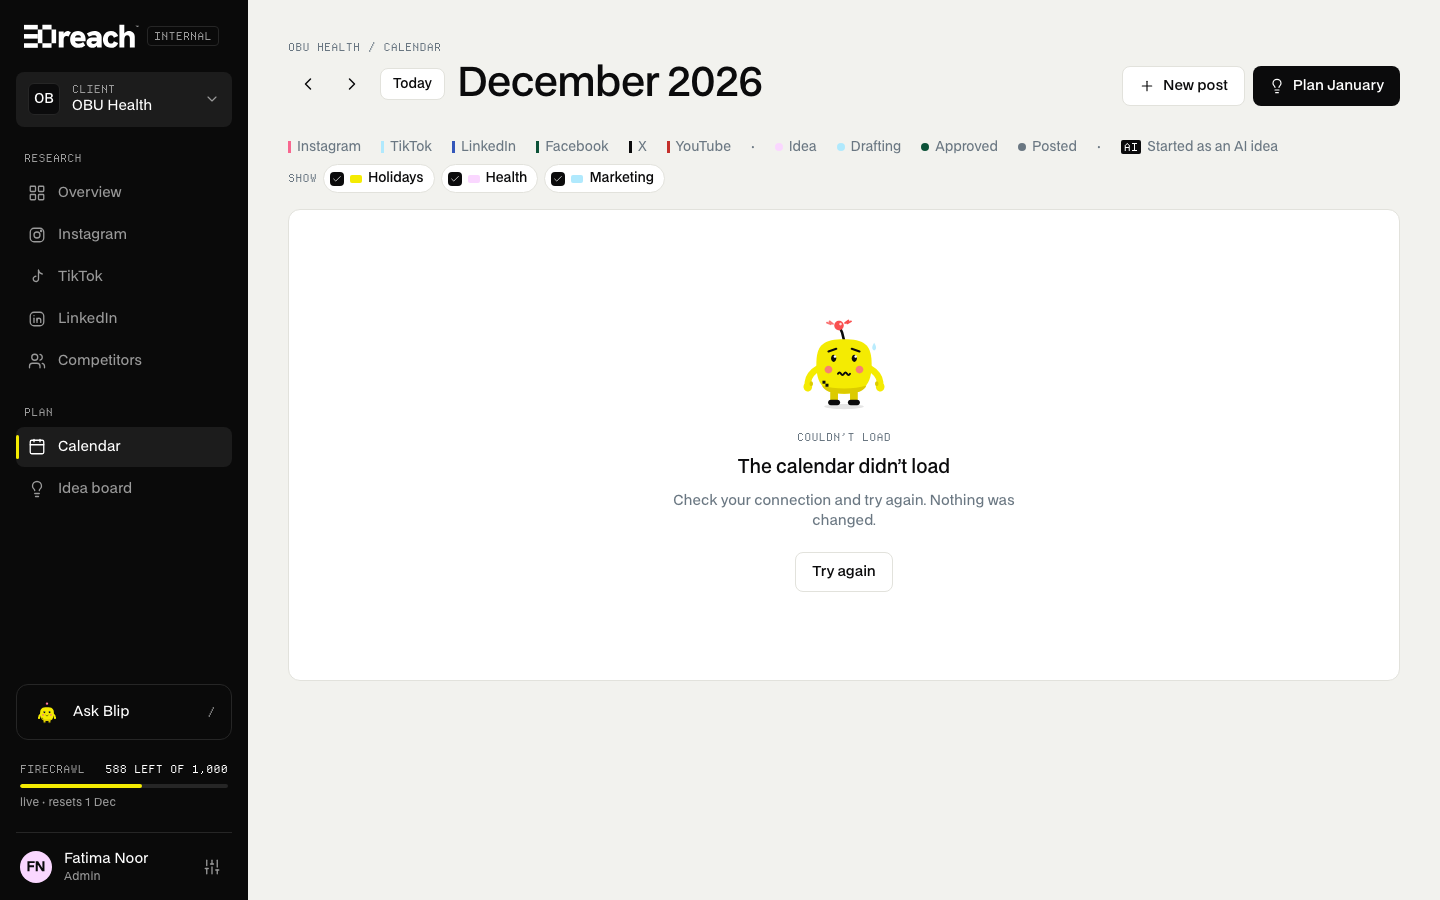 EOreach INTERNAL
OB
CLIENT
OBU Health
RESEARCH
Overview
Instagram
TikTok
LinkedIn
Competitors
PLAN
Calendar
Idea board
Ask Blip /
FIRECRAWL 588 LEFT OF 1,000
live · resets 1 Dec
FN
Fatima Noor
Admin
OBU HEALTH / CALENDAR
Today December 2026
New post
Plan January
Instagram TikTok LinkedIn Facebook X YouTube · Idea Drafting Approved Posted · AI Started as an AI idea
SHOW Holidays Health Marketing
COULDN'T LOAD
The calendar didn’t load
Check your connection and try again. Nothing was
changed.
Try again